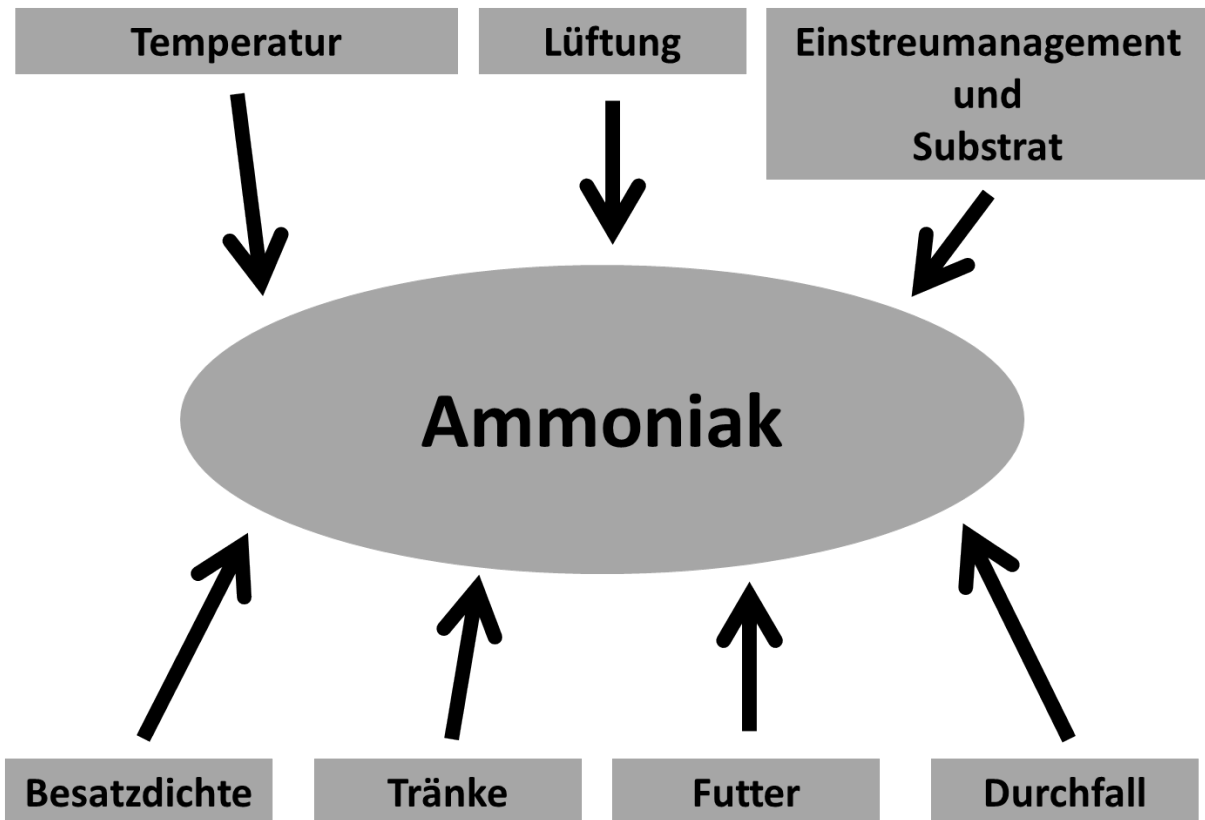 Temperatur
Lüftung
Einstreumanagement
und
Substrat
Ammoniak
Besatzdichte
Tränke
Futter
Durchfall